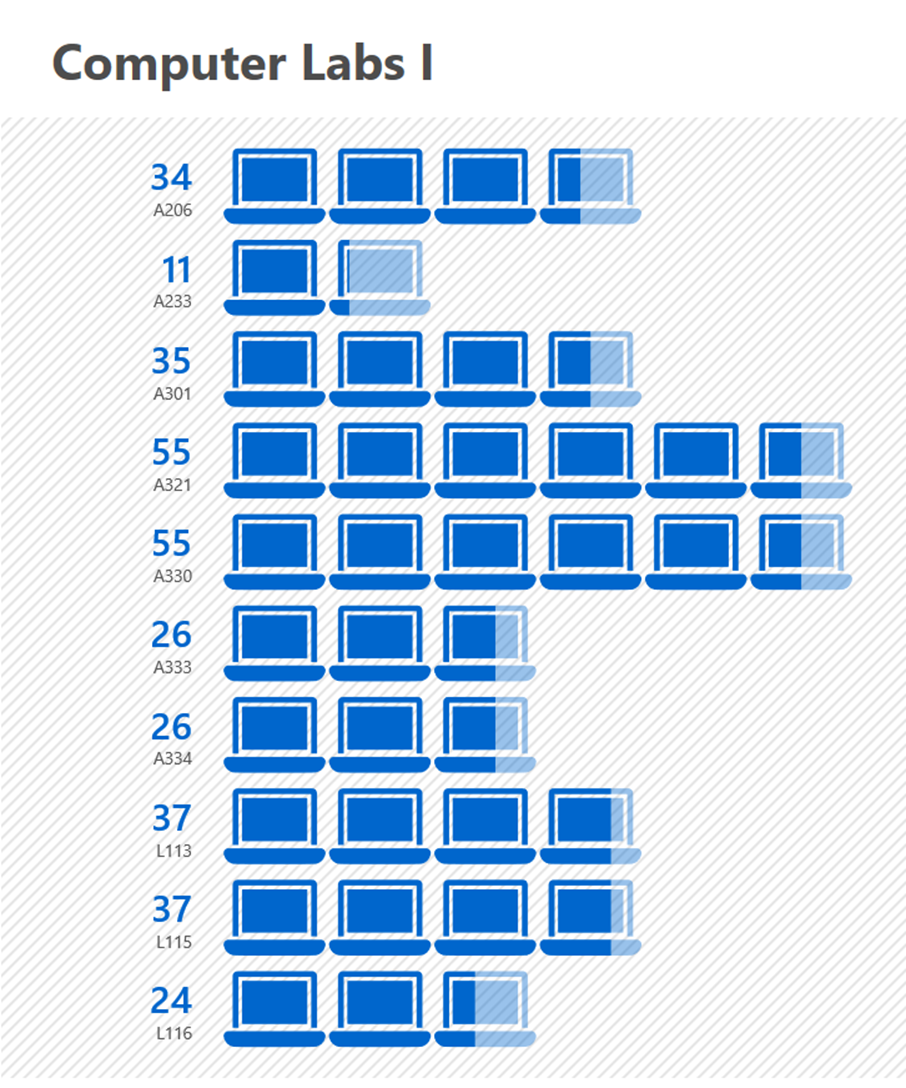 Computer Labs I
34
A206
11
A233
35
A301
55
A321
55
A330
26
A333
26
A334
37
L113
37
L115
24
L116